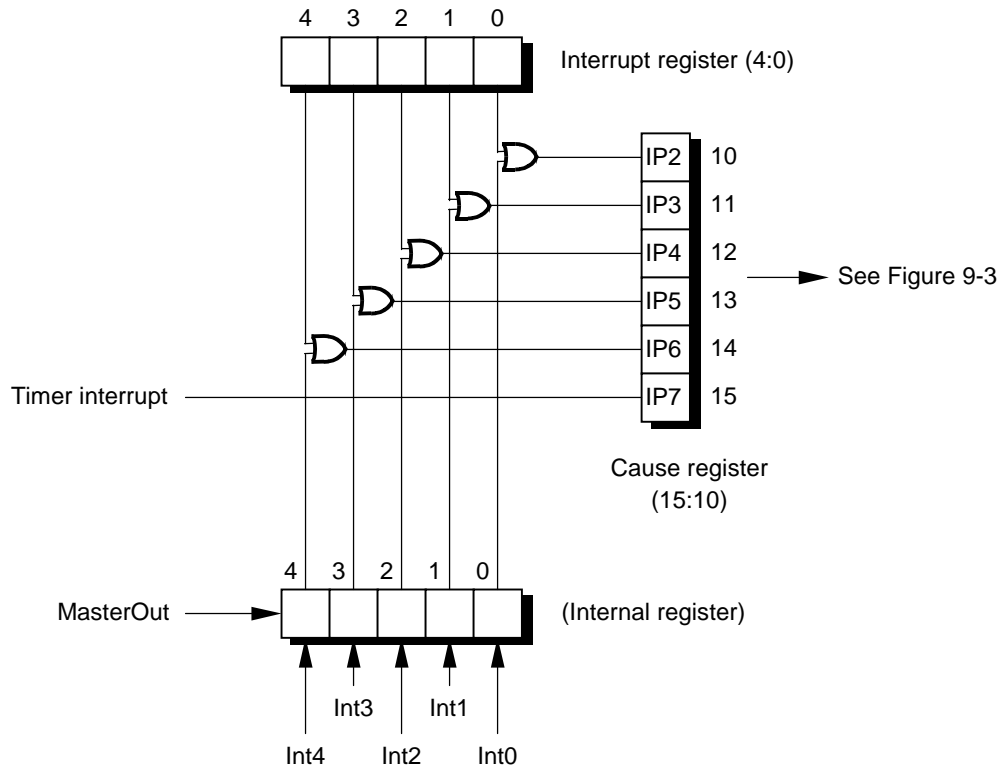 4 3 2 1 0
Interrupt register (4:0)
IP2 10
IP3 11
IP4 12
See Figure 9-3
IP5 13
IP6 14
Timer interrupt
IP7 15
Cause register
(15:10)
4 3 2 1 0
MasterOut
(Internal register)
Int3 Int1
Int4 Int2 Int0